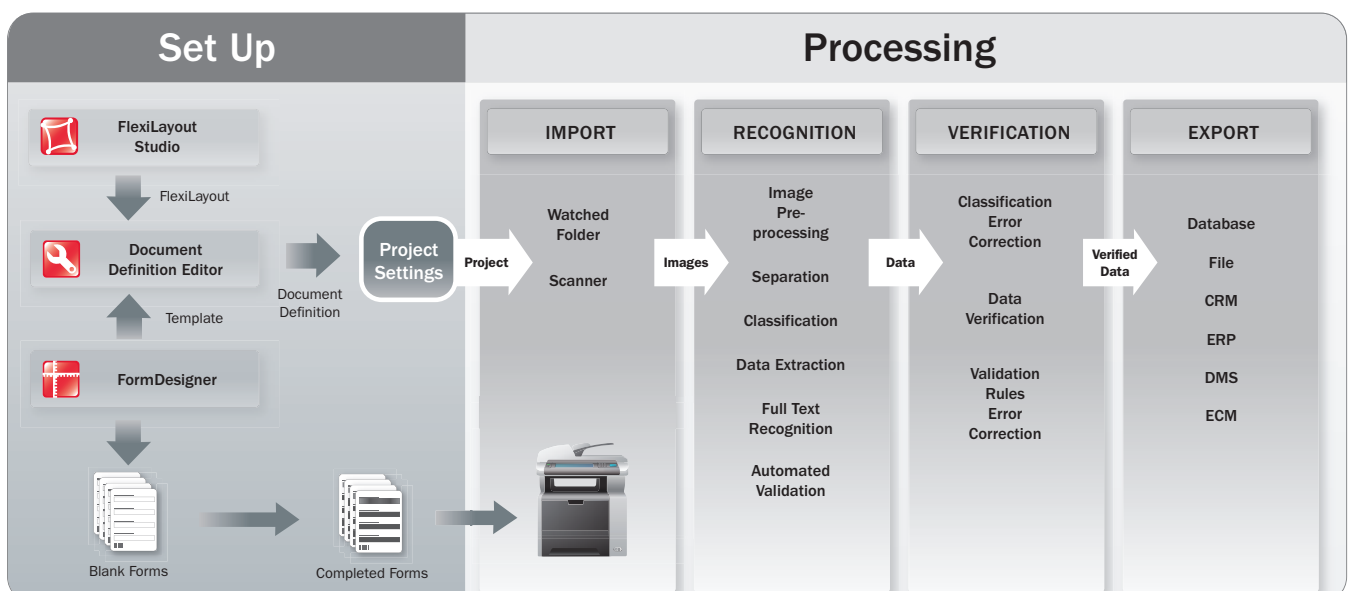 Set Up
Processing
FlexiLayout
Studio
FlexiLayout
Document
Definition Editor
Template
FormDesigner
Blank Forms
Completed Forms
Document
Definition
Project
Settings
Project
IMPORT
Watched
Folder
Scanner
Images
RECOGNITION
Image
Pre-
processing
Separation
Classification
Data Extraction
Full Text
Recognition
Automated
Validation
Data
VERIFICATION
Classification
Error
Correction
Data
Verification
Validation
Rules
Error
Correction
Verified
Data
EXPORT
Database
File
CRM
ERP
DMS
ECM